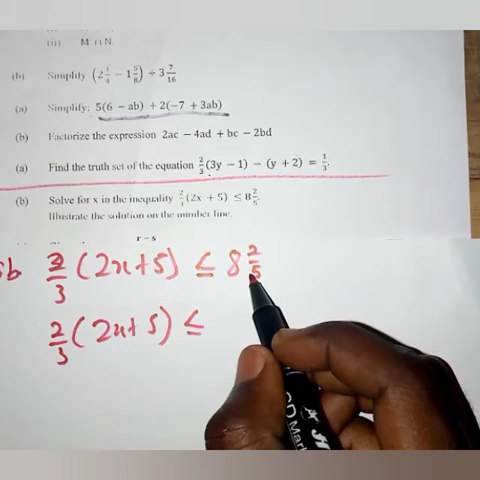 (ii) M ∩ N.
(b) Simplify (2 1/4 − 1 5/8) ÷ 3 7/16
(a) Simplify: 5(6 − ab) + 2(−7 + 3ab)
(b) Factorize the expression 2ac − 4ad + bc − 2bd
(a) Find the truth set of the equation 2/3(3y − 1) − (y + 2) = 1/3.
(b) Solve for x in the inequality 2/3(2x + 5) ≤ 8 2/5.
Illustrate the solution on the number line.
r − s
b 2/3 (2x+5) ≤ 8 2/5
2/3 (2x+5) ≤